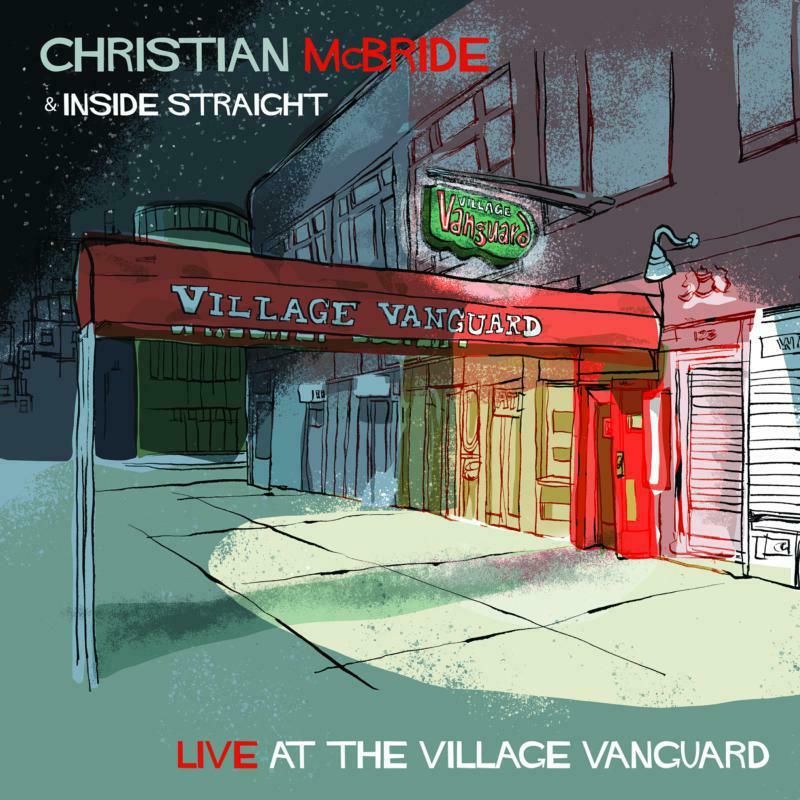 CHRISTIAN McBRIDE
& INSIDE STRAIGHT
VILLAGE
Vanguard
VILLAGE VANGUARD
LIVE AT THE VILLAGE VANGUARD